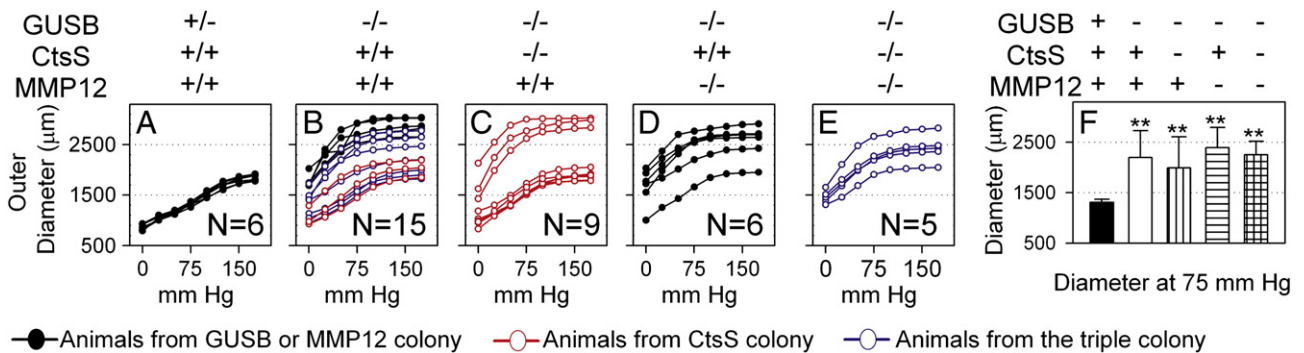 GUSB +/- -/- -/- -/- -/- GUSB + - - - -
CtsS +/+ +/+ -/- +/+ -/- CtsS + + - + -
MMP12 +/+ +/+ +/+ -/- -/- MMP12 + + + - -
Outer Diameter (μm)
2500
1500
500
A
N=6
0 75 150
mm Hg
B
N=15
0 75 150
mm Hg
C
N=9
0 75 150
mm Hg
D
N=6
0 75 150
mm Hg
E
N=5
0 75 150
mm Hg
Diameter (μm)
2500
1500
500
F
** ** ** **
Diameter at 75 mm Hg
Animals from GUSB or MMP12 colony Animals from CtsS colony Animals from the triple colony